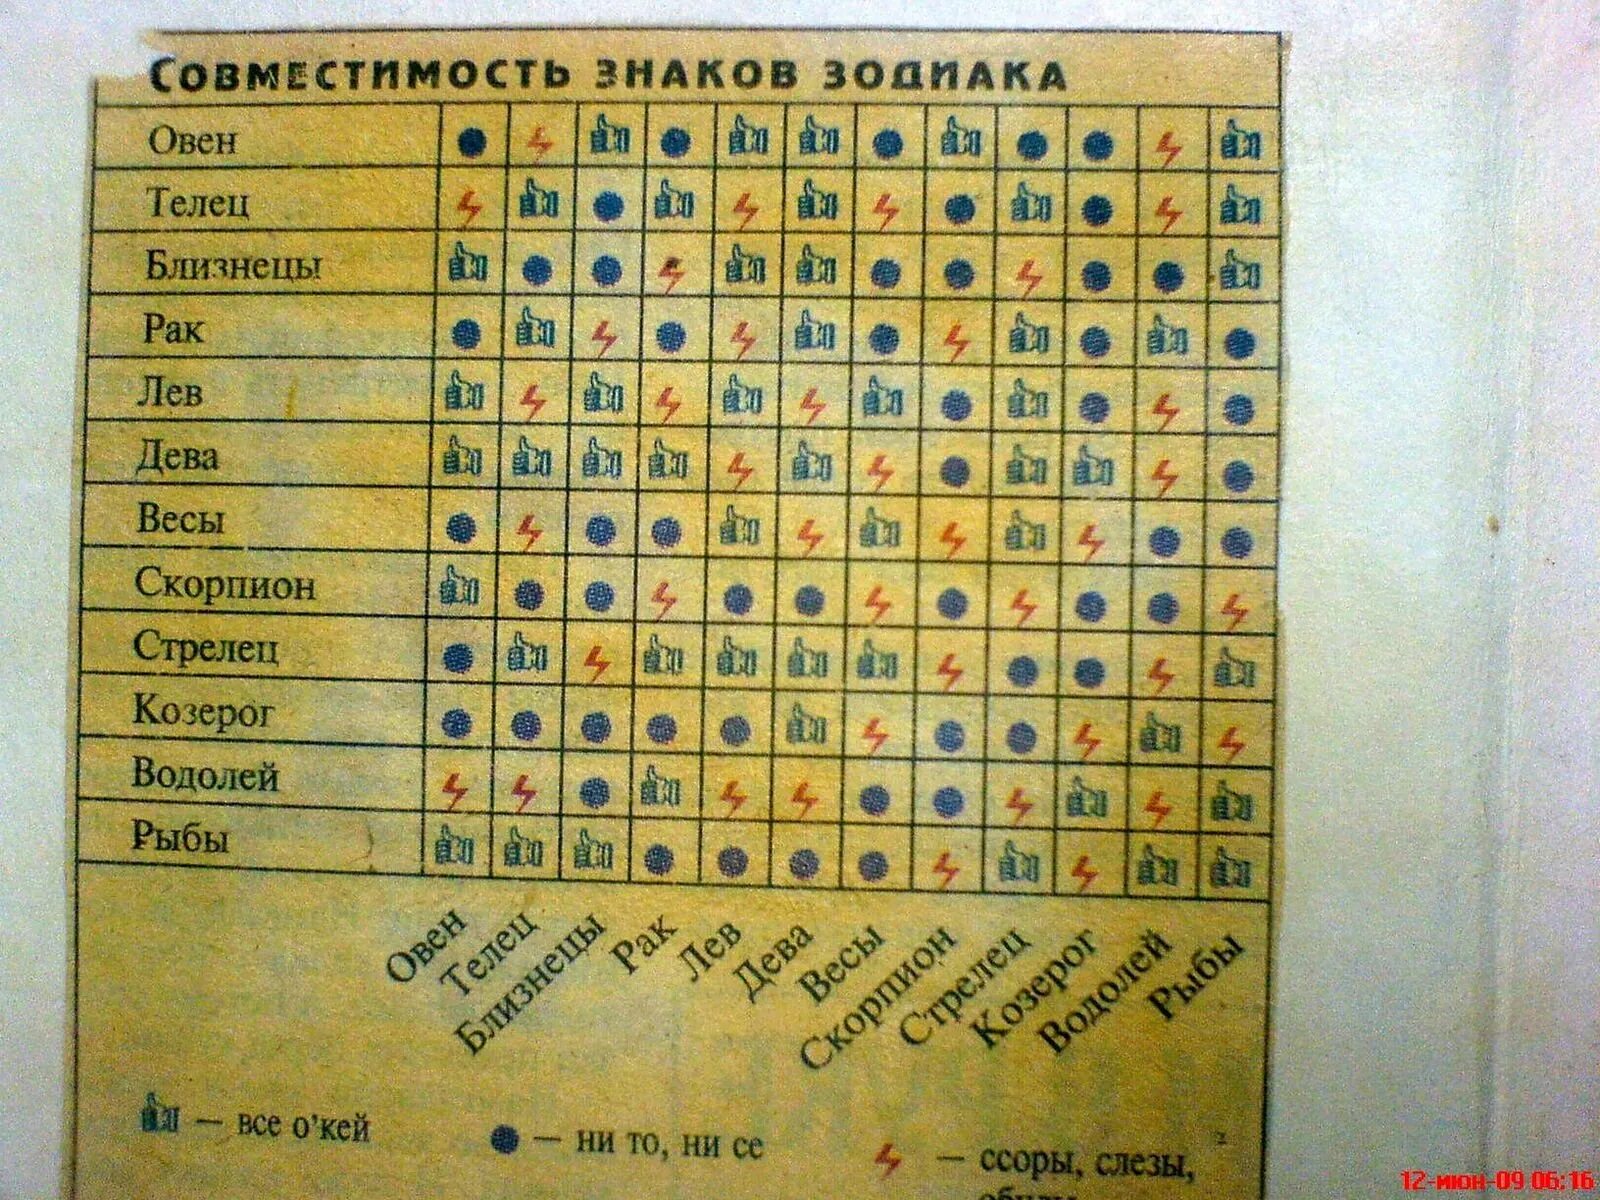 СОВМЕСТИМОСТЬ ЗНАКОВ ЗОДИАКА
Овен
Телец
Близнецы
Рак
Лев
Дева
Весы
Скорпион
Стрелец
Козерог
Водолей
Рыбы
Овен
Телец
Близнецы
Рак
Лев
Дева
Весы
Скорпион
Стрелец
Козерог
Водолей
Рыбы
— все о'кей
— ни то, ни се
— ссоры, слезы,
12-июн-09 06:16